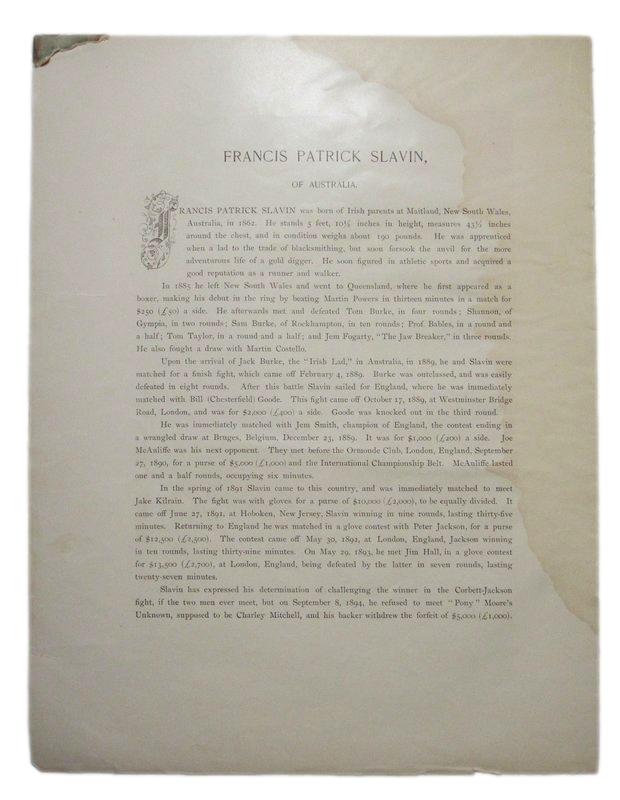 FRANCIS PATRICK SLAVIN,
OF AUSTRALIA.
FRANCIS PATRICK SLAVIN was born of Irish parents at Maitland, New South Wales,
Australia, in 1862. He stands 5 feet, 10½ inches in height, measures 43½ inches
around the chest, and in condition weighs about 190 pounds. He was apprenticed
when a lad to the trade of blacksmithing, but soon forsook the anvil for the more
adventurous life of a gold digger. He soon figured in athletic sports and acquired a
good reputation as a runner and walker.
In 1885 he left New South Wales and went to Queensland, where he first appeared as a
boxer, making his debut in the ring by beating Martin Powers in thirteen minutes in a match for
$250 (£50) a side. He afterwards met and defeated Tom Burke, in four rounds; Shannon, of
Gympia, in two rounds; Sam Burke, of Rockhampton, in ten rounds; Prof. Bables, in a round and
a half; Tom Taylor, in a round and a half; and Jem Fogarty, "The Jaw Breaker," in three rounds.
He also fought a draw with Martin Costello.
Upon the arrival of Jack Burke, the "Irish Lad," in Australia, in 1889, he and Slavin were
matched for a finish fight, which came off February 4, 1889. Burke was outclassed, and was easily
defeated in eight rounds. After this battle Slavin sailed for England, where he was immediately
matched with Bill (Chesterfield) Goode. This fight came off October 17, 1889, at Westminster Bridge
Road, London, and was for $2,000 (£400) a side. Goode was knocked out in the third round.
He was immediately matched with Jem Smith, champion of England, the contest ending in
a wrangled draw at Bruges, Belgium, December 23, 1889. It was for $1,000 (£200) a side. Joe
McAuliffe was his next opponent. They met before the Ormonde Club, London, England, September
27, 1890, for a purse of $5,000 (£1,000) and the International Championship Belt. McAuliffe lasted
one and a half rounds, occupying six minutes.
In the spring of 1891 Slavin came to this country, and was immediately matched to meet
Jake Kilrain. The fight was with gloves for a purse of $10,000 (£2,000), to be equally divided. It
came off June 27, 1891, at Hoboken, New Jersey, Slavin winning in nine rounds, lasting thirty-five
minutes. Returning to England he was matched in a glove contest with Peter Jackson, for a purse
of $12,500 (£2,500). The contest came off May 30, 1892, at London, England, Jackson winning
in ten rounds, lasting thirty-nine minutes. On May 29, 1893, he met Jim Hall, in a glove contest
for $13,500 (£2,700), at London, England, being defeated by the latter in seven rounds, lasting
twenty-seven minutes.
Slavin has expressed his determination of challenging the winner in the Corbett-Jackson
fight, if the two men ever meet, but on September 8, 1894, he refused to meet "Pony" Moore's
Unknown, supposed to be Charley Mitchell, and his backer withdrew the forfeit of $5,000 (£1,000).